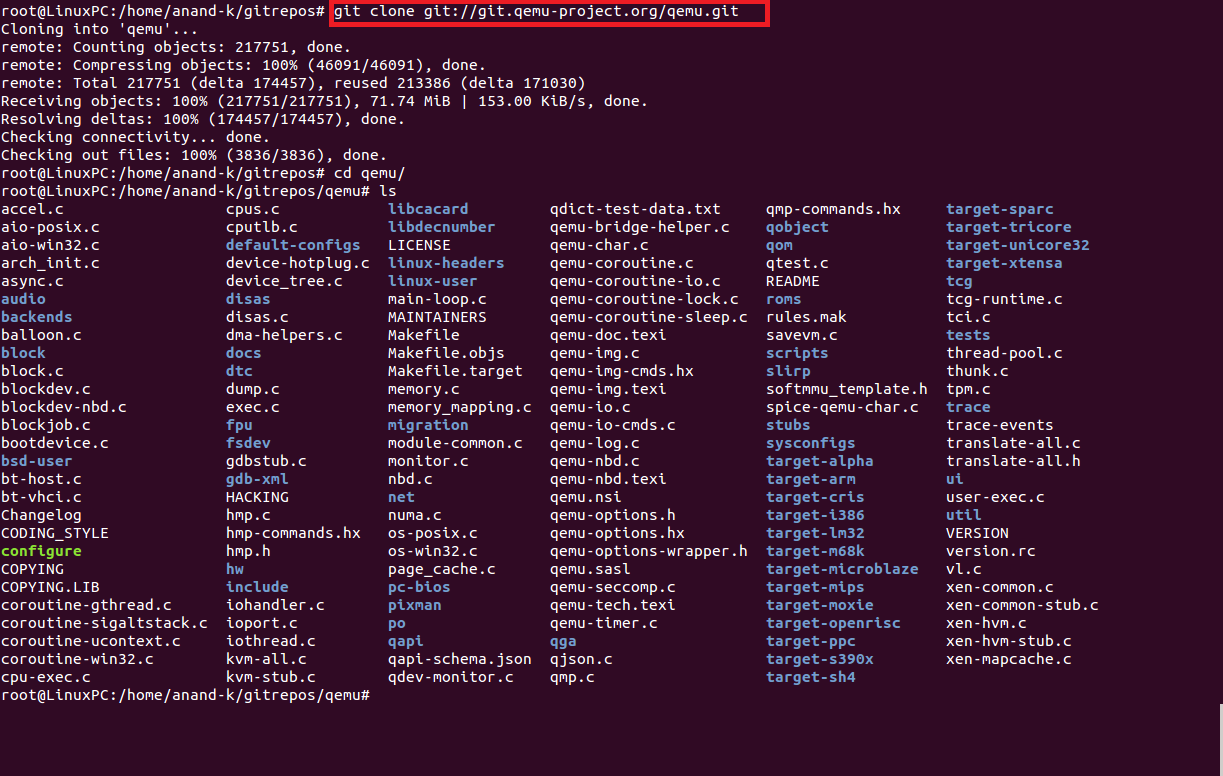 root@LinuxPC:/home/anand-k/gitrepos# git clone git://git.qemu-project.org/qemu.git
Cloning into 'qemu'...
remote: Counting objects: 217751, done.
remote: Compressing objects: 100% (46091/46091), done.
remote: Total 217751 (delta 174457), reused 213386 (delta 171030)
Receiving objects: 100% (217751/217751), 71.74 MiB | 153.00 KiB/s, done.
Resolving deltas: 100% (174457/174457), done.
Checking connectivity... done.
Checking out files: 100% (3836/3836), done.
root@LinuxPC:/home/anand-k/gitrepos# cd qemu/
root@LinuxPC:/home/anand-k/gitrepos/qemu# ls
accel.c cpus.c libcacard qdict-test-data.txt qmp-commands.hx target-sparc
aio-posix.c cputlb.c libdecnumber qemu-bridge-helper.c qobject target-tricore
aio-win32.c default-configs LICENSE qemu-char.c qom target-unicore32
arch_init.c device-hotplug.c linux-headers qemu-coroutine.c qtest.c target-xtensa
async.c device_tree.c linux-user qemu-coroutine-io.c README tcg
audio disas main-loop.c qemu-coroutine-lock.c roms tcg-runtime.c
backends disas.c MAINTAINERS qemu-coroutine-sleep.c rules.mak tci.c
balloon.c dma-helpers.c Makefile qemu-doc.texi savevm.c tests
block docs Makefile.objs qemu-img.c scripts thread-pool.c
block.c dtc Makefile.target qemu-img-cmds.hx slirp thunk.c
blockdev.c dump.c memory.c qemu-img.texi softmmu_template.h tpm.c
blockdev-nbd.c exec.c memory_mapping.c qemu-io.c spice-qemu-char.c trace
blockjob.c fpu migration qemu-io-cmds.c stubs trace-events
bootdevice.c fsdev module-common.c qemu-log.c sysconfigs translate-all.c
bsd-user gdbstub.c monitor.c qemu-nbd.c target-alpha translate-all.h
bt-host.c gdb-xml nbd.c qemu-nbd.texi target-arm ui
bt-vhci.c HACKING net qemu.nsi target-cris user-exec.c
Changelog hmp.c numa.c qemu-options.h target-i386 util
CODING_STYLE hmp-commands.hx os-posix.c qemu-options.hx target-lm32 VERSION
configure hmp.h os-win32.c qemu-options-wrapper.h target-m68k version.rc
COPYING hw page_cache.c qemu.sasl target-microblaze vl.c
COPYING.LIB include pc-bios qemu-seccomp.c target-mips xen-common.c
coroutine-gthread.c iohandler.c pixman qemu-tech.texi target-moxie xen-common-stub.c
coroutine-sigaltstack.c ioport.c po qemu-timer.c target-openrisc xen-hvm.c
coroutine-ucontext.c iothread.c qapi qga target-ppc xen-hvm-stub.c
coroutine-win32.c kvm-all.c qapi-schema.json qjson.c target-s390x xen-mapcache.c
cpu-exec.c kvm-stub.c qdev-monitor.c qmp.c target-sh4
root@LinuxPC:/home/anand-k/gitrepos/qemu#